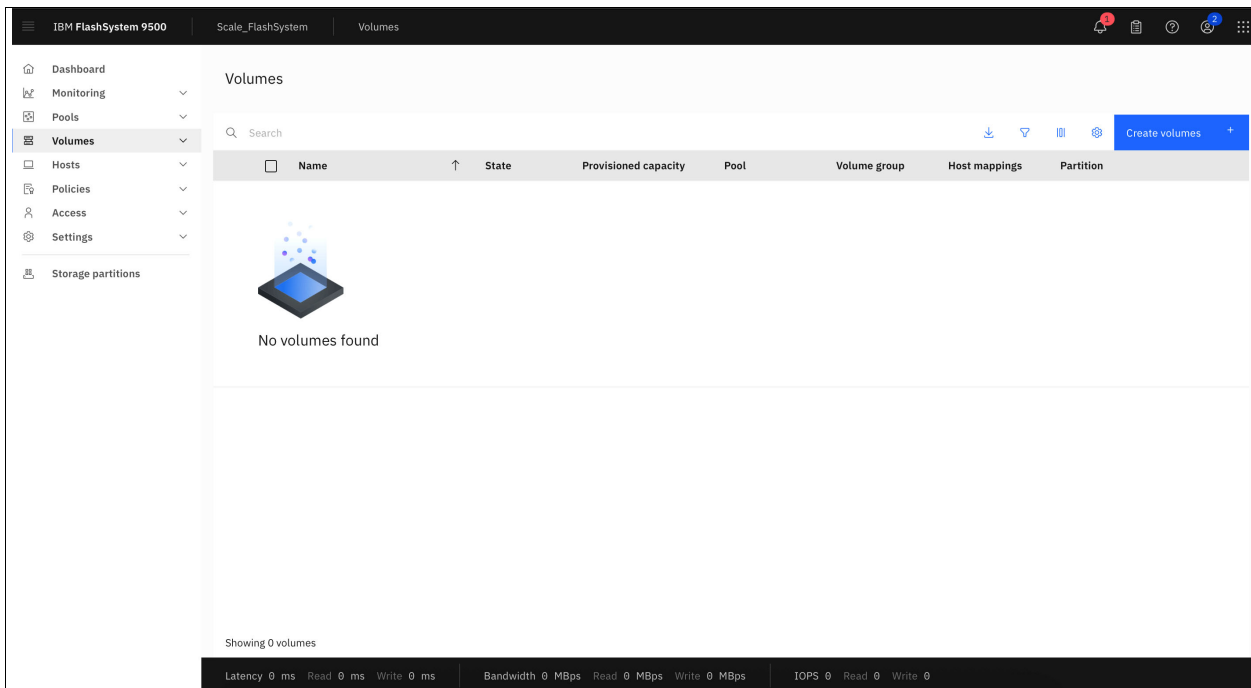 IBM FlashSystem 9500 Scale_FlashSystem Volumes 1 2
Dashboard
Monitoring
Pools
Volumes
Hosts
Policies
Access
Settings
Storage partitions
Volumes
Search Create volumes +
Name State Provisioned capacity Pool Volume group Host mappings Partition
No volumes found
Showing 0 volumes
Latency 0 ms Read 0 ms Write 0 ms Bandwidth 0 MBps Read 0 MBps Write 0 MBps IOPS 0 Read 0 Write 0